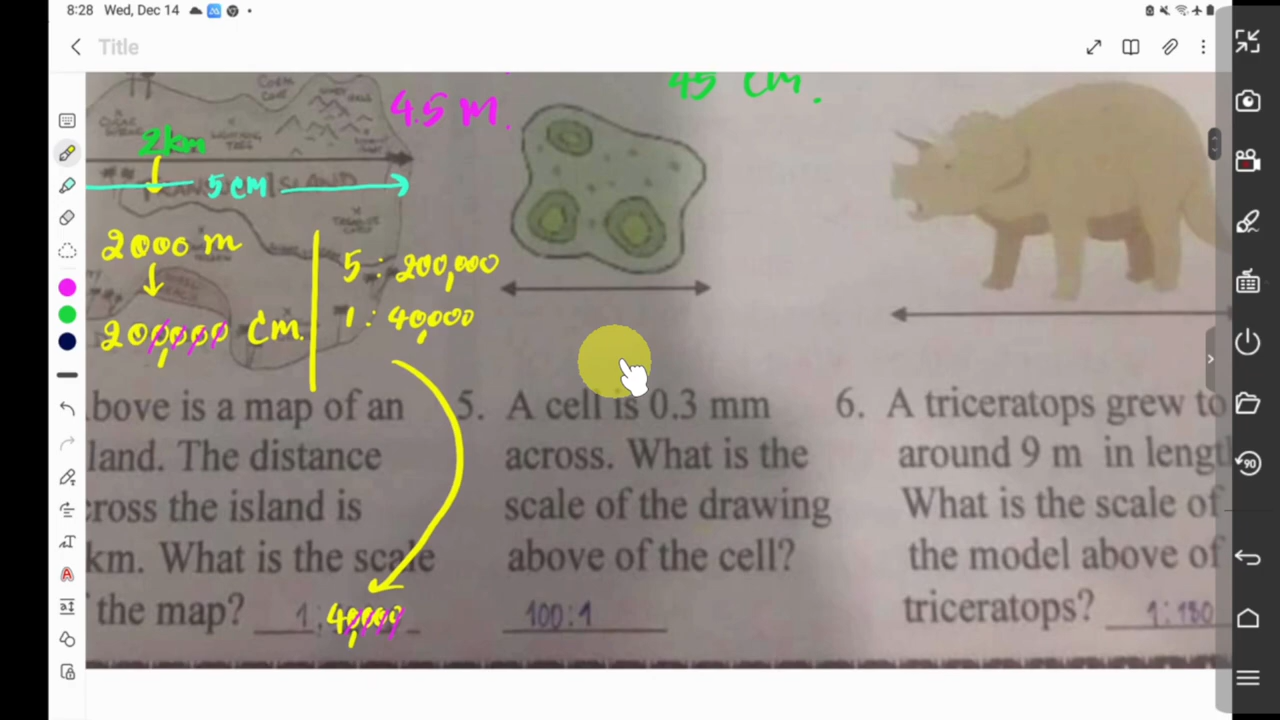 8:28 Wed, Dec 14
Title
45 cm.
4.5 m.
2km
5 cm
ISLAND
2000 m
200,000 cm.
5 : 200,000
1 : 40,000
bove is a map of an
land. The distance
cross the island is
km. What is the scale
the map? 1: 40,000
5. A cell is 0.3 mm
across. What is the
scale of the drawing
above of the cell?
100:1
6. A triceratops grew to
around 9 m in lengt
What is the scale of
the model above of
triceratops? 1:180